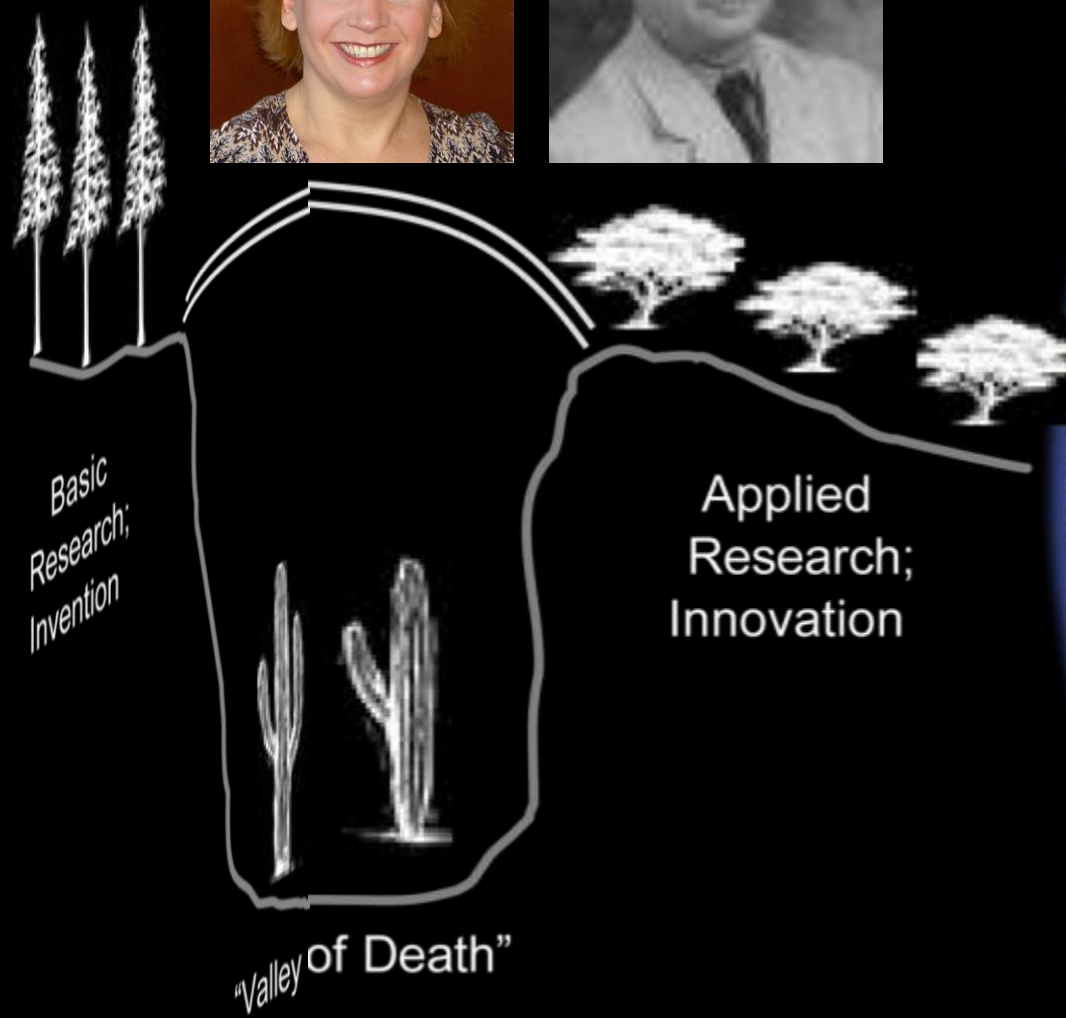 Basic
Research;
Invention
Applied
Research;
Innovation
“Valley of Death”